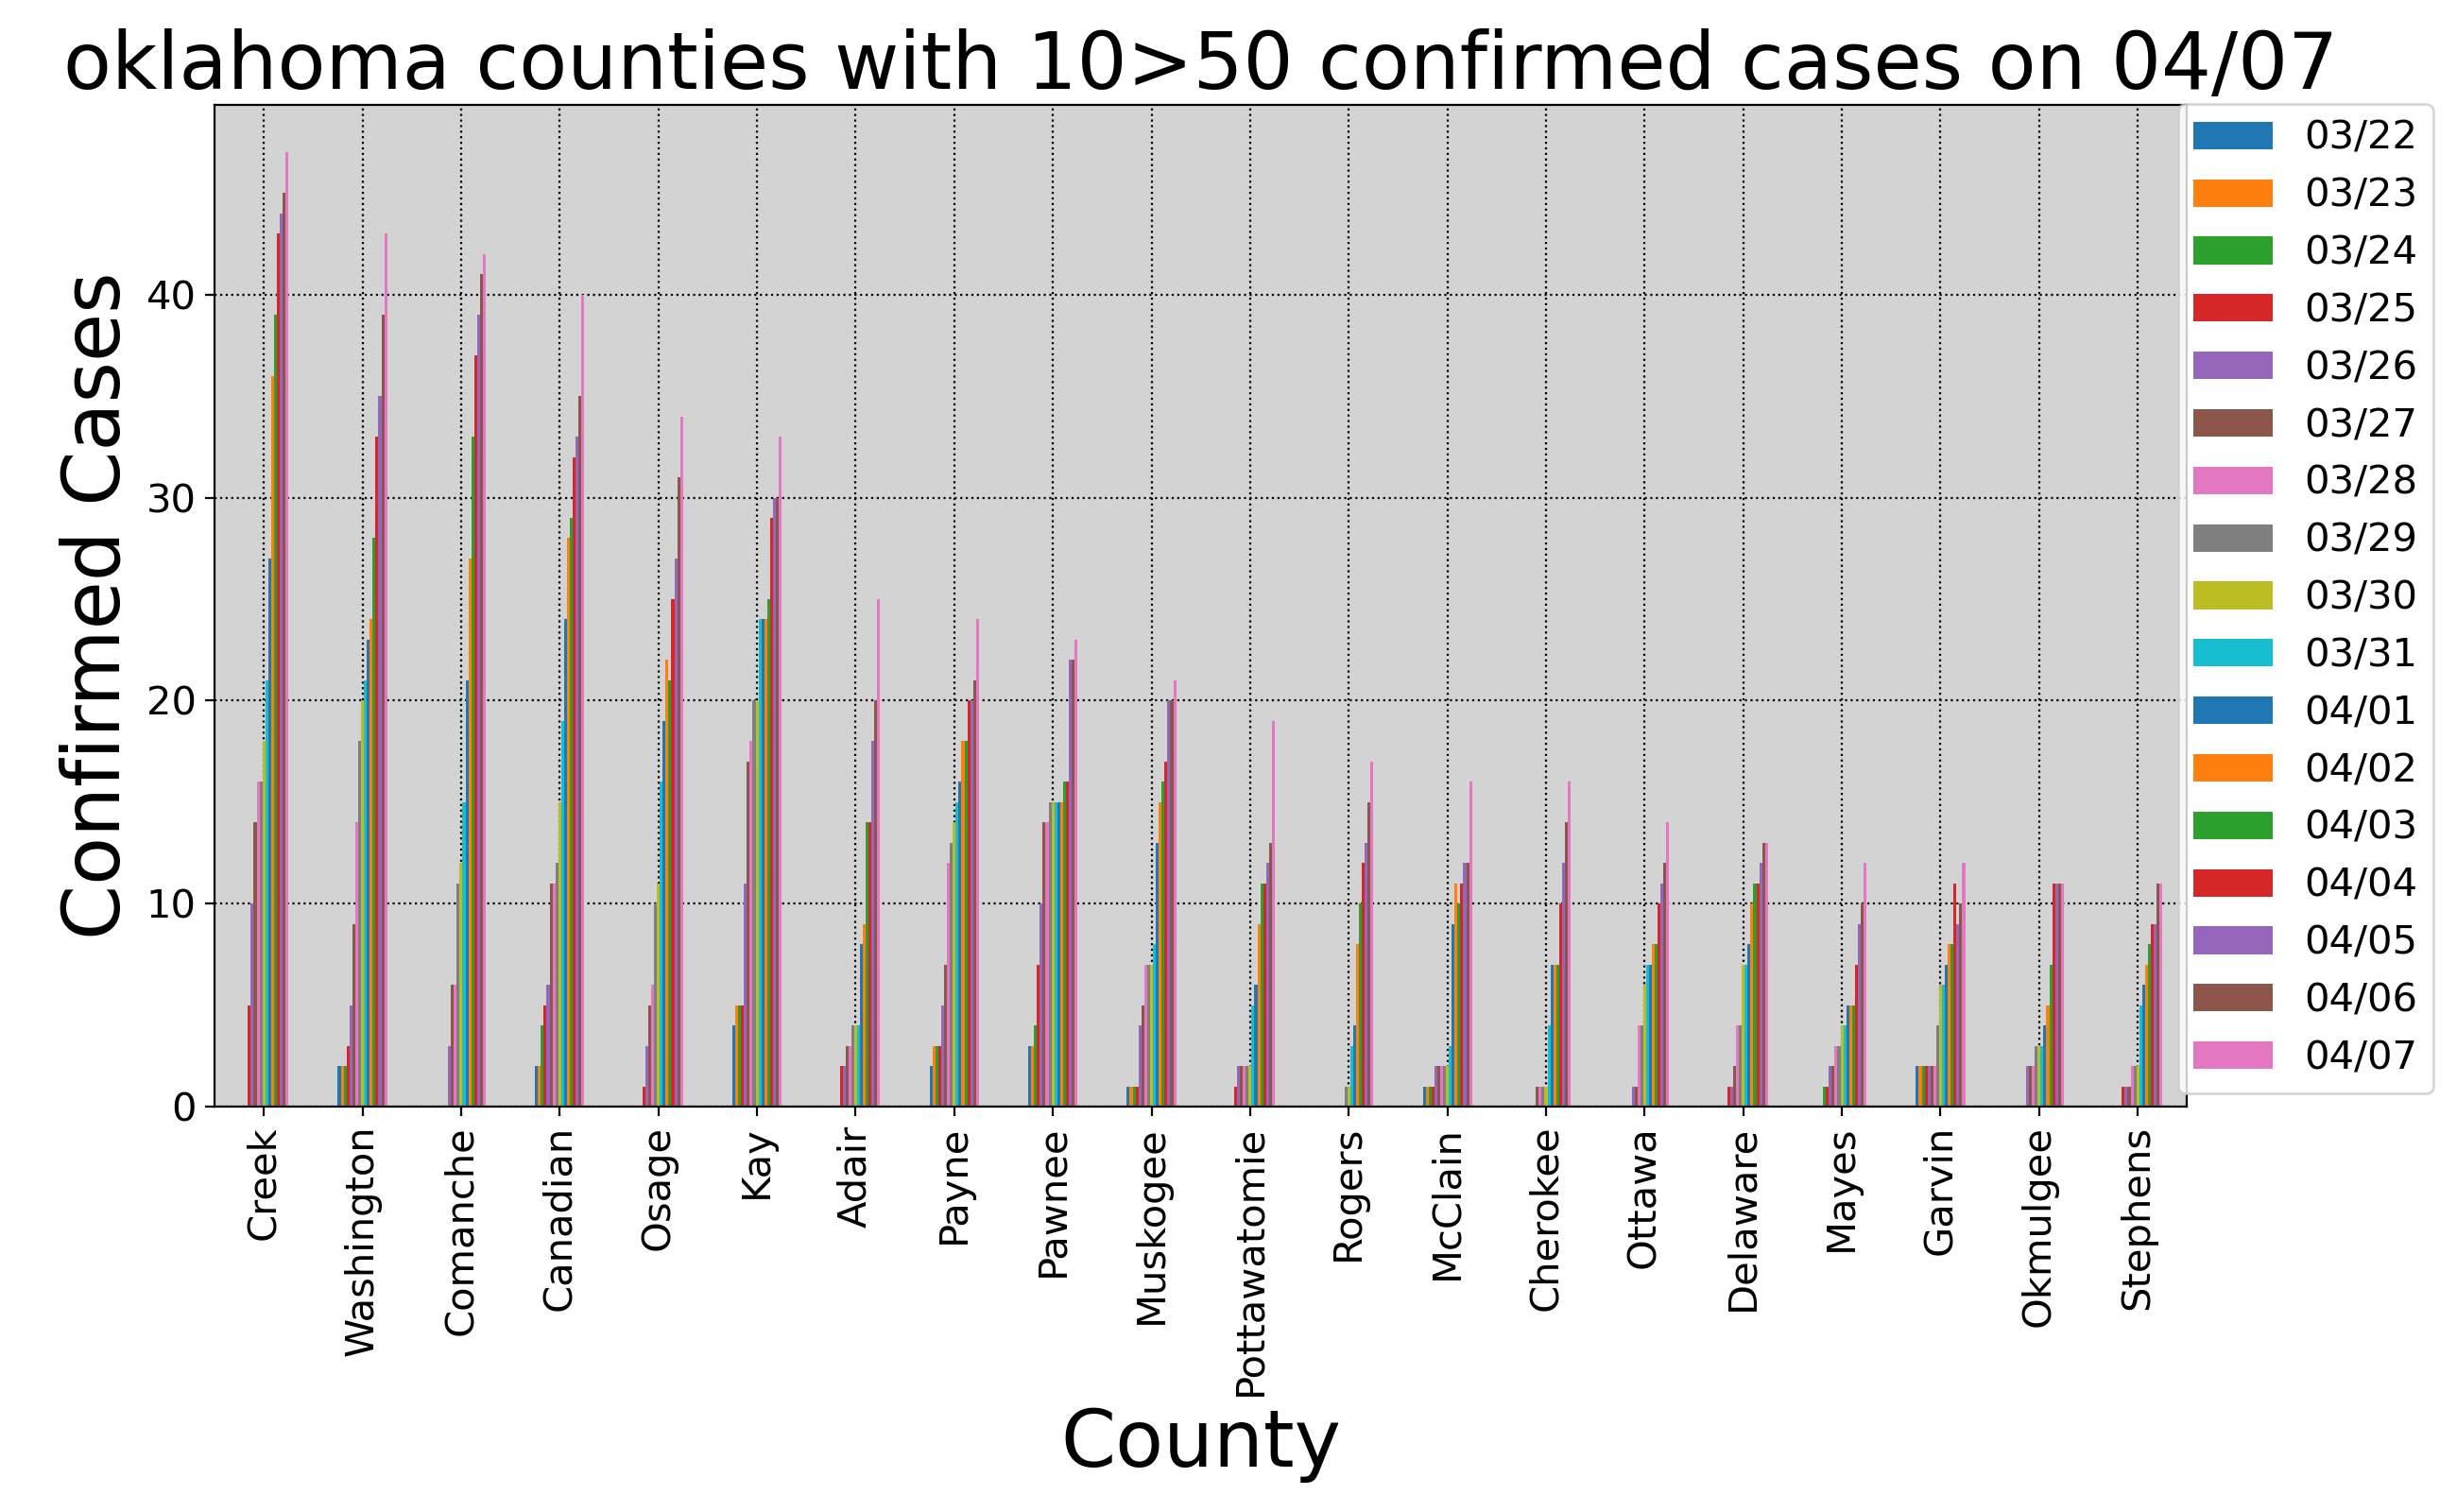 oklahoma counties with 10>50 confirmed cases on 04/07
Confirmed Cases
40
30
20
10
0
03/22
03/23
03/24
03/25
03/26
03/27
03/28
03/29
03/30
03/31
04/01
04/02
04/03
04/04
04/05
04/06
04/07
Creek
Washington
Comanche
Canadian
Osage
Kay
Adair
Payne
Pawnee
Muskogee
Pottawatomie
Rogers
McClain
Cherokee
Ottawa
Delaware
Mayes
Garvin
Okmulgee
Stephens
County